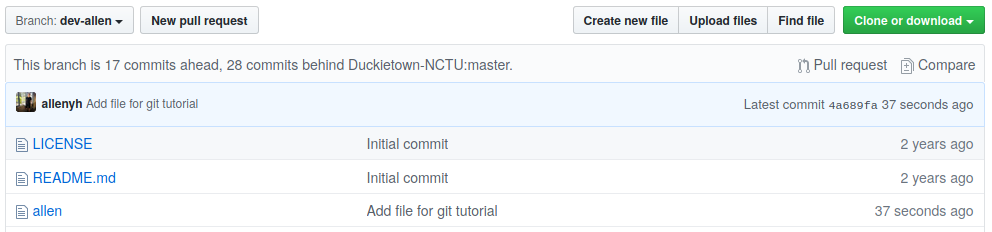 Branch: dev-allen New pull request Create new file Upload files Find file Clone or download
This branch is 17 commits ahead, 28 commits behind Duckietown-NCTU:master. Pull request Compare
allenyh Add file for git tutorial Latest commit 4a689fa 37 seconds ago
LICENSE Initial commit 2 years ago
README.md Initial commit 2 years ago
allen Add file for git tutorial 37 seconds ago